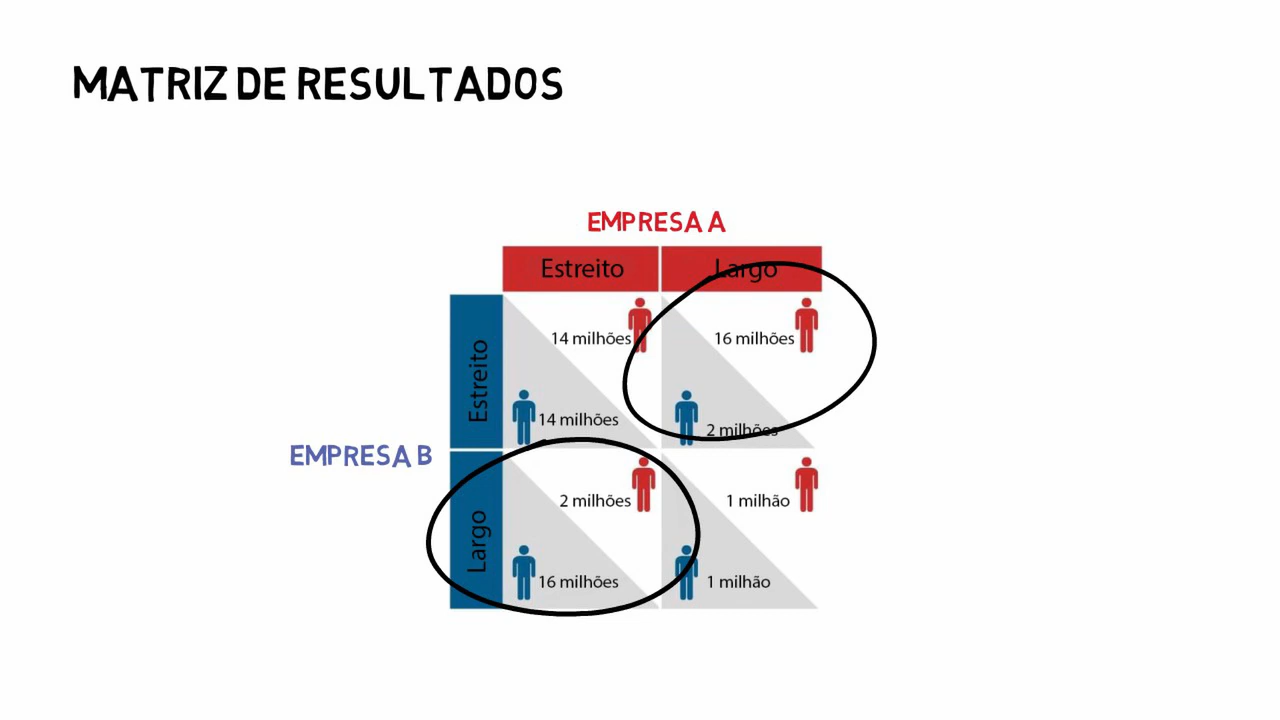 MATRIZ DE RESULTADOS
EMPRESA A
Estreito
Largo
Estreito
14 milhões
16 milhões
14 milhões
2 milhões
EMPRESA B
Largo
2 milhões
1 milhão
16 milhões
1 milhão